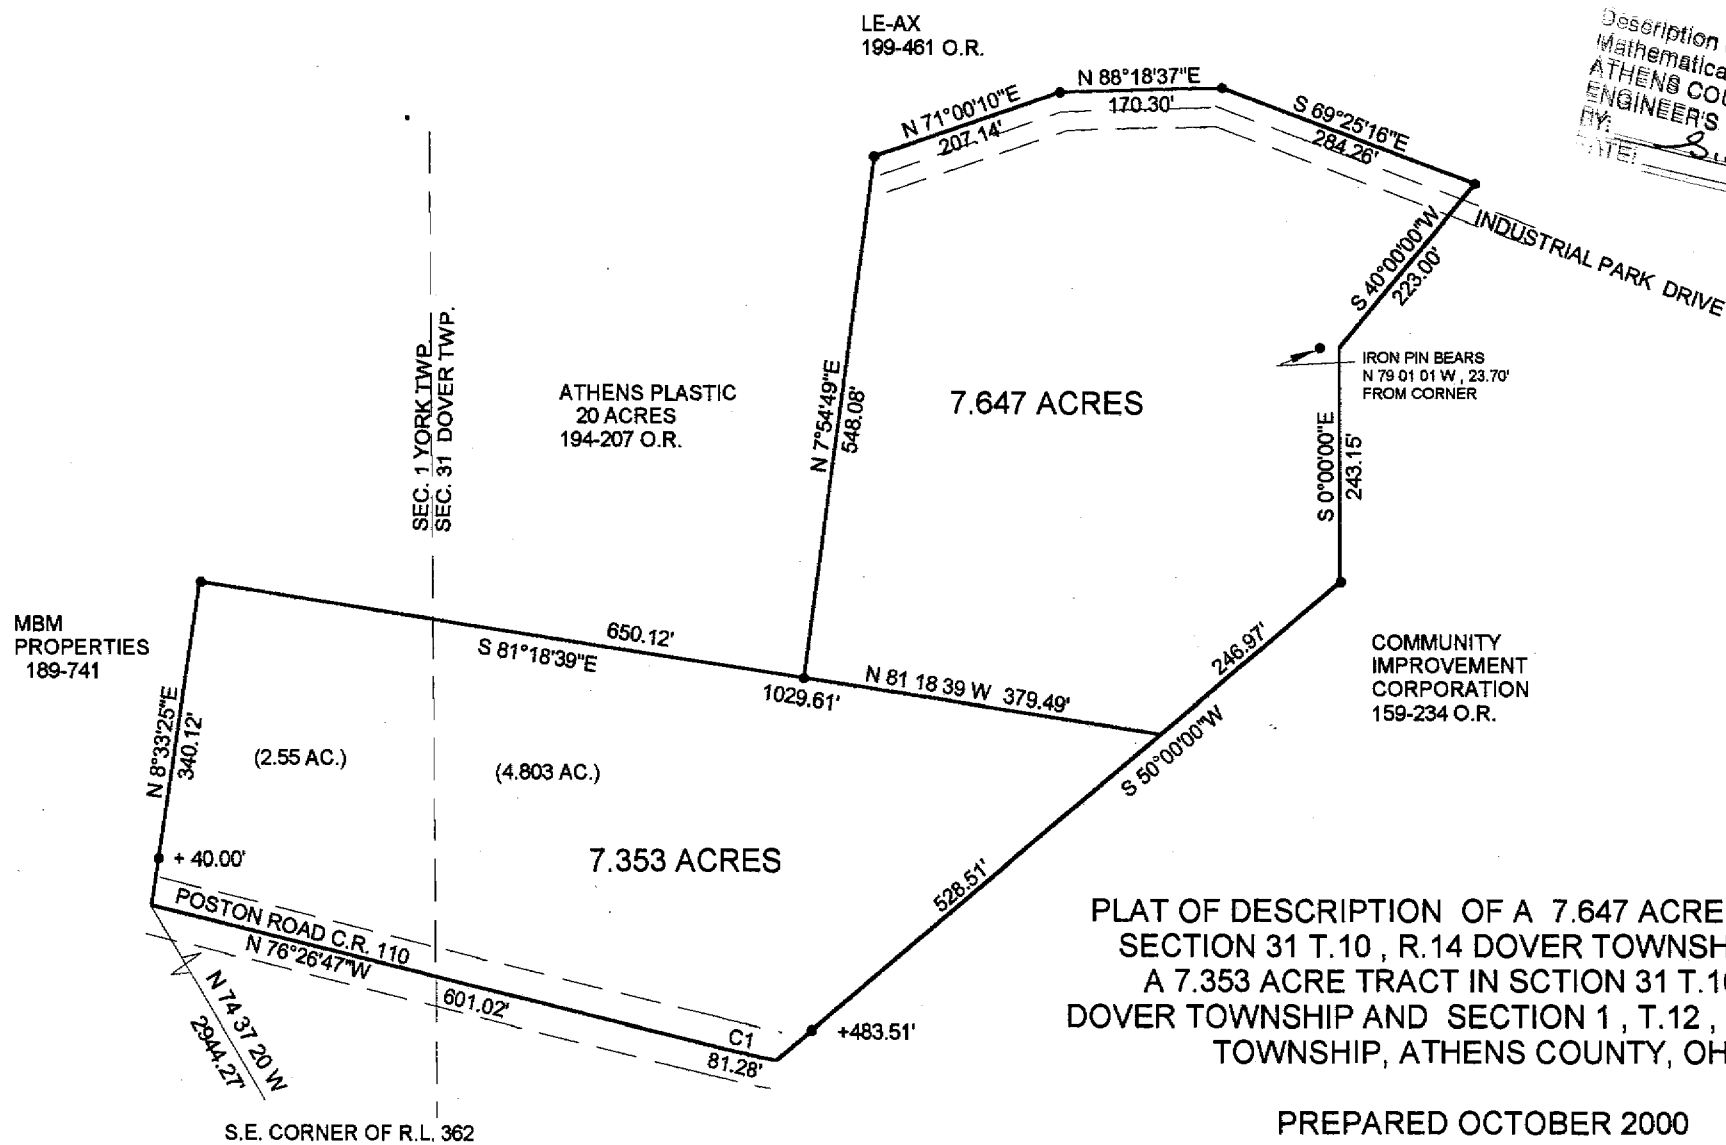 LE-AX
199-461 O.R.
Description
Mathematica
ATHENS COU
ENGINEER'S
BY:
DATE:
N 71°00'10"E
207.14'
N 88°18'37"E
170.30'
S 69°25'16"E
284.26'
INDUSTRIAL PARK DRIVE
S 40°00'00"W
223.00'
IRON PIN BEARS
N 79 01 01 W , 23.70'
FROM CORNER
SEC. 1 YORK TWP.
SEC. 31 DOVER TWP.
ATHENS PLASTIC
20 ACRES
194-207 O.R.
N 7°54'49"E
548.08'
7.647 ACRES
S 0°00'00"E
243.15'
MBM
PROPERTIES
189-741
650.12'
S 81°18'39"E
1029.61'
N 81 18 39 W 379.49'
246.97'
S 50°00'00"W
COMMUNITY
IMPROVEMENT
CORPORATION
159-234 O.R.
N 8°33'25"E
340.12'
(2.55 AC.)
(4.803 AC.)
+ 40.00'
7.353 ACRES
528.51'
POSTON ROAD C.R. 110
N 76°26'47"W
601.02'
C1
81.28'
+483.51'
N 74 37 20 W
2944.27'
S.E. CORNER OF R.L. 362
PLAT OF DESCRIPTION OF A 7.647 ACRE
SECTION 31 T.10 , R.14 DOVER TOWNSH
A 7.353 ACRE TRACT IN SCTION 31 T.10
DOVER TOWNSHIP AND SECTION 1 , T.12 ,
TOWNSHIP, ATHENS COUNTY, OH
PREPARED OCTOBER 2000